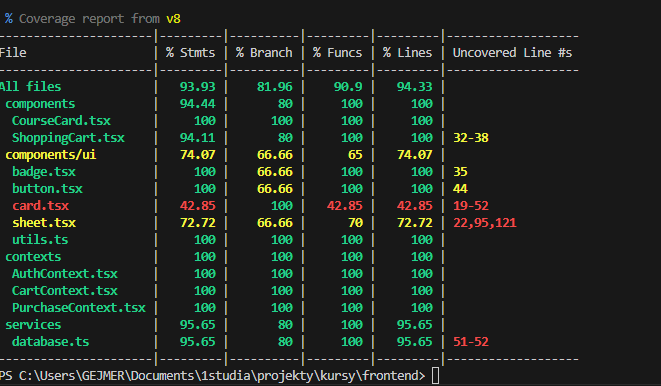 % Coverage report from v8
--------------------|---------|----------|---------|---------|-------------------
File                | % Stmts | % Branch | % Funcs | % Lines | Uncovered Line #s
--------------------|---------|----------|---------|---------|-------------------
All files           |   93.93 |    81.96 |    90.9 |   94.33 |
 components         |   94.44 |       80 |     100 |     100 |
  CourseCard.tsx    |     100 |      100 |     100 |     100 |
  ShoppingCart.tsx  |   94.11 |       80 |     100 |     100 | 32-38
 components/ui      |   74.07 |    66.66 |      65 |   74.07 |
  badge.tsx         |     100 |    66.66 |     100 |     100 | 35
  button.tsx        |     100 |    66.66 |     100 |     100 | 44
  card.tsx          |   42.85 |      100 |   42.85 |   42.85 | 19-52
  sheet.tsx         |   72.72 |    66.66 |      70 |   72.72 | 22,95,121
  utils.ts          |     100 |      100 |     100 |     100 |
 contexts           |     100 |      100 |     100 |     100 |
  AuthContext.tsx   |     100 |      100 |     100 |     100 |
  CartContext.tsx   |     100 |      100 |     100 |     100 |
  PurchaseContext.tsx |     100 |      100 |     100 |     100 |
 services           |   95.65 |       80 |     100 |   95.65 |
  database.ts       |   95.65 |       80 |     100 |   95.65 | 51-52
--------------------|---------|----------|---------|---------|-------------------
PS C:\Users\GEJMER\Documents\1studia\projekty\kursy\frontend>